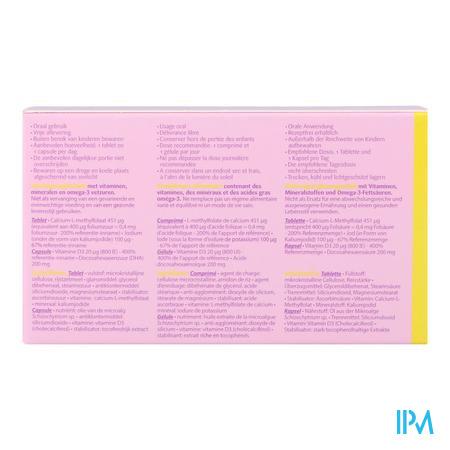 • Oraal gebruik
• Vrije aflevering
• Buiten bereik van kinderen bewaren
• Aanbevolen hoeveelheid: 1 tablet en
1 capsule per dag
• De aanbevolen dagelijkse portie niet
overschrijden
• Bewaren op een droge en koele plaats
afgeschermd van zonlicht
met vitaminen,
mineralen en omega-3 vetzuren.
Niet als vervanging van een gevarieerde en
evenwichtige voeding en van een gezonde
levensstijl gebruiken.
Tablet - Calcium-L-methylfolaat 451 µg
(equivalent aan 400 µg foliumzuur = 0,4 mg
foliumzuur -200% referentie-inname) • Iodium
(onder de vorm van kaliumjodide) 100 µg -
67% referentie-inname
Capsule - Vitamine D3 20 µg (800 IE) - 400%
referentie-inname • Docosahexaeenzuur (DHA)
200 mg
Tablet - vulstof: microkristallijne
cellulose, rijstzetmeel
dibehenaat, stearinezuur • antiklontermiddel:
siliciumdioxide, magnesiumstearaat • stabilisator:
ascorbinezuur • vitamine: calcium-L-methylfolaat
• mineraal: kaliumjodide
Capsule - nutriënt: olie van de microalg
Schizochytrium sp. • antiklontermiddel:
siliciumdioxide • vitamine: vitamine D3
(cholecalciferol) • stabilisator: tocoferolrijk extract
• Usage oral
• Délivrance libre
• Conserver hors de portée des enfants
• Dose recommandée: 1 comprimé et
1 gélule par jour
• Ne pas dépasser la dose journalière
recommandée
• A conserver dans un endroit sec et frais,
à l'abri de la lumière du soleil
contenant des
vitamines, des minéraux et des acides gras
oméga-3. Ne remplace pas un régime alimentaire
varié et équilibré, et un mode de vie sain.
Comprimé - L-méthylfolate de calcium 451 µg
(équivalent à 400 µg d'acide folique = 0,4 mg
d'acide folique - 200% de l'apport de référence)
• Iode (sous la forme d'iodure de potassium) 100 µg
- 67% de l'apport de référence
Gélule - Vitamine D3 20 µg (800 UI) -
400% de l'apport de référence • Acide
docosahexaénoïque 200 mg
Comprimé - agent de charge:
cellulose microcristalline, amidon de riz • agent
d'enrobage: dibehénate de glycérol, acide
stéarique • anti-agglomérant: dioxyde de silicium,
stéarate de magnésium • stabilisant: acide
ascorbique • vitamine: L-méthylfolate de calcium •
minéral: iodure de potassium
Gélule - nutriment: huile extraite de la microalgue
Schizochytrium sp. • anti-agglomérant: dioxyde de
silicium • vitamine: vitamine D3 (cholécalciférol) •
stabilisant: extrait riche en tocophérols
• Orale Anwendung
• Rezeptfrei erhältlich
• Außerhalb der Reichweite von Kindern
aufbewahren
• Empfohlene Dosis: 1 Tablette und
1 Kapsel pro Tag
• Die empfohlene Tagesdosis
nicht überschreiten
• Trocken, kühl und lichtgeschützt lagern
mit Vitaminen,
Mineralstoffen und Omega-3-Fettsäuren.
Nicht als Ersatz für eine abwechslungsreiche und
ausgewogene Ernährung und einen gesunden
Lebensstil verwenden.
Tablette - Calcium-L-Methylfolat 451 µg
(entspricht 400 µg Folsäure = 0,4 mg Folsäure
- 200% Referenzmenge) • Jod (in Form von
Kaliumjodid) 100 µg - 67% Referenzmenge
Kapsel - Vitamin D3 20 µg (800 IE) - 400%
Referenzmenge • Docosahexaensäure
200 mg
Tablette - Füllstoff:
mikrokristalline Cellulose, Reisstärke •
Überzugsmittel: Glyceroldibehenat, Stearinsäure
• Trennmittel: Siliciumdioxid, Magnesiumstearat •
Stabilisator: Ascorbinsäure • Vitamin: Calcium-L-
Methylfolat • Mineralstoff: Kaliumjodid
Kapsel - Nährstoff: Öl aus der Mikroalge
Schizochytrium sp. • Trennmittel: Siliciumdioxid
• Vitamin: Vitamin D3 (Cholecalciferol) •
Stabilisator: stark tocopherolhaltiger Extrakt
IPM